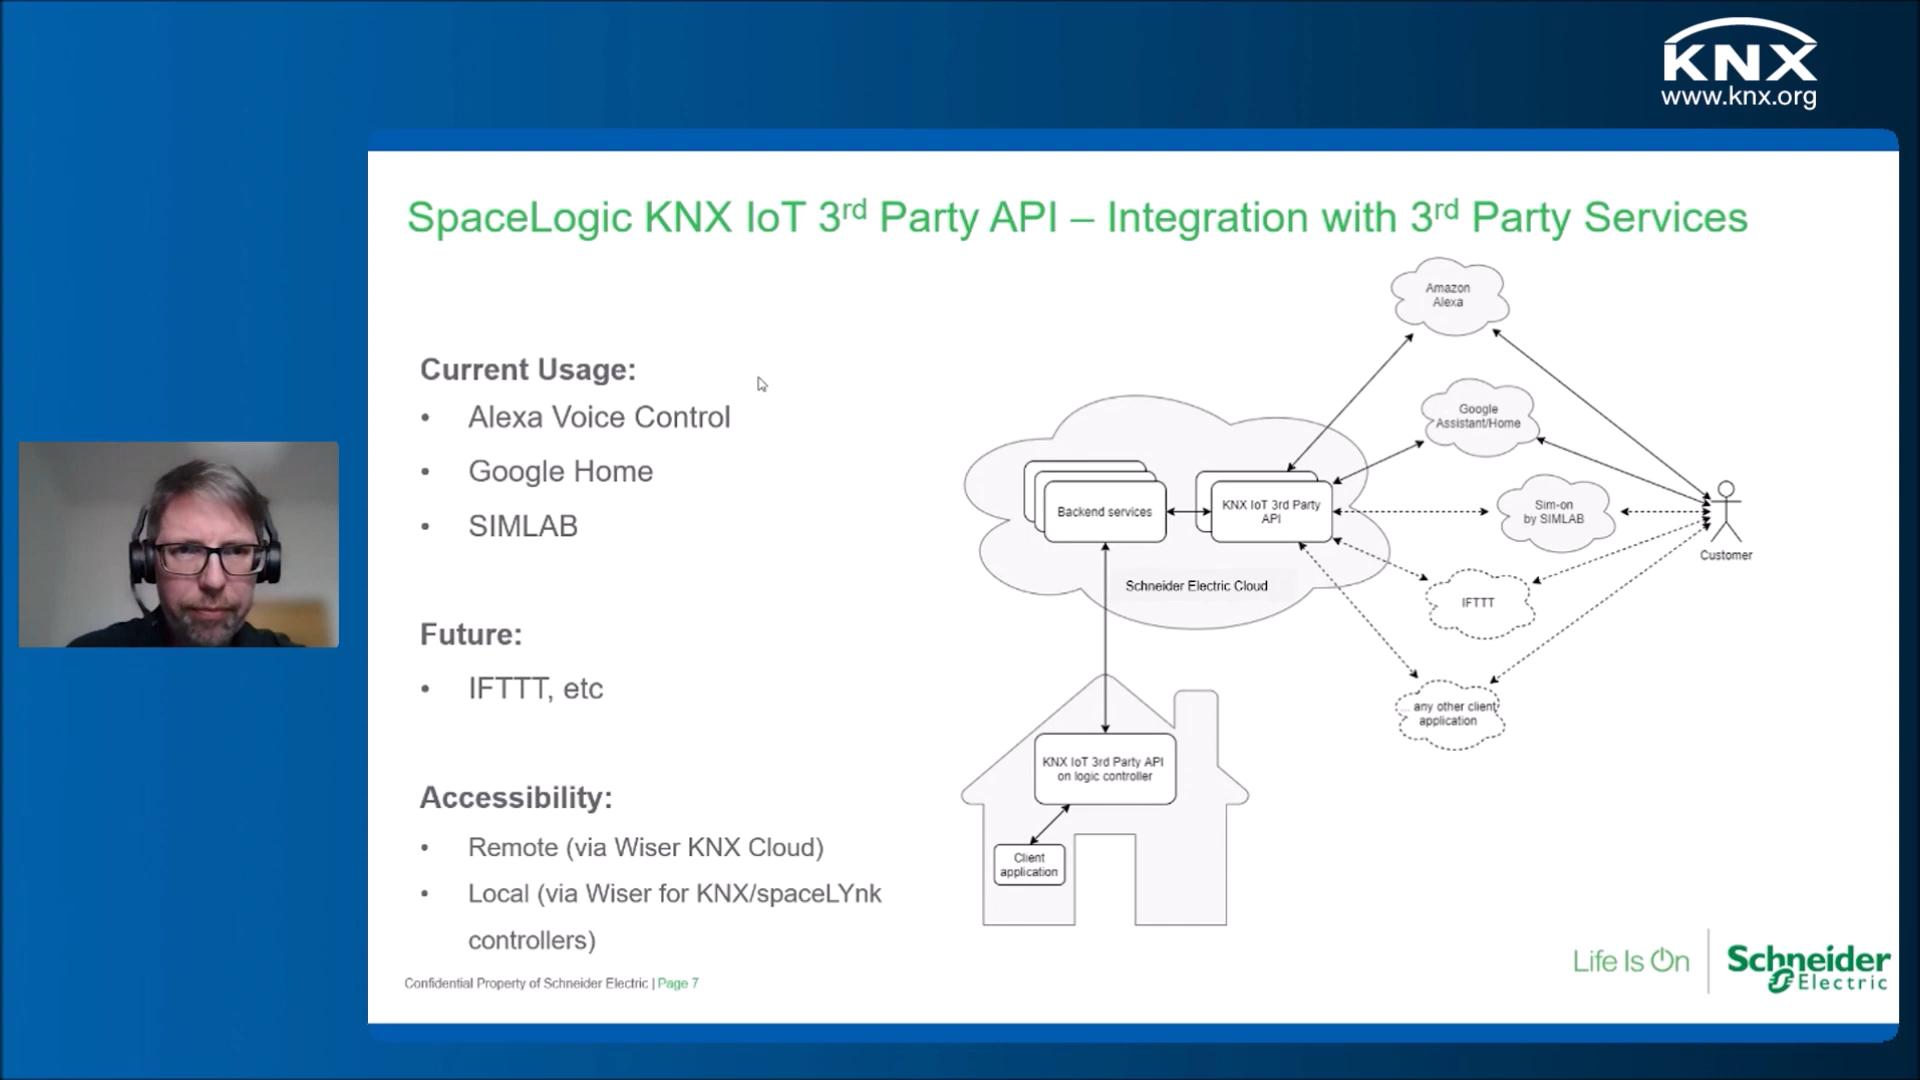 KNX
www.knx.org
SpaceLogic KNX IoT 3rd Party API – Integration with 3rd Party Services
Current Usage:
• Alexa Voice Control
• Google Home
• SIMLAB
Future:
• IFTTT, etc
Accessibility:
• Remote (via Wiser KNX Cloud)
• Local (via Wiser for KNX/spaceLYnk
controllers)
Amazon
Alexa
Google
Assistant/Home
Sim-on
by SIMLAB
IFTTT
... any other client
application
Customer
Backend services
KNX IoT 3rd Party
API
Schneider Electric Cloud
KNX IoT 3rd Party API
on logic controller
Client
application
Confidential Property of Schneider Electric | Page 7
Life Is On
Schneider
Electric